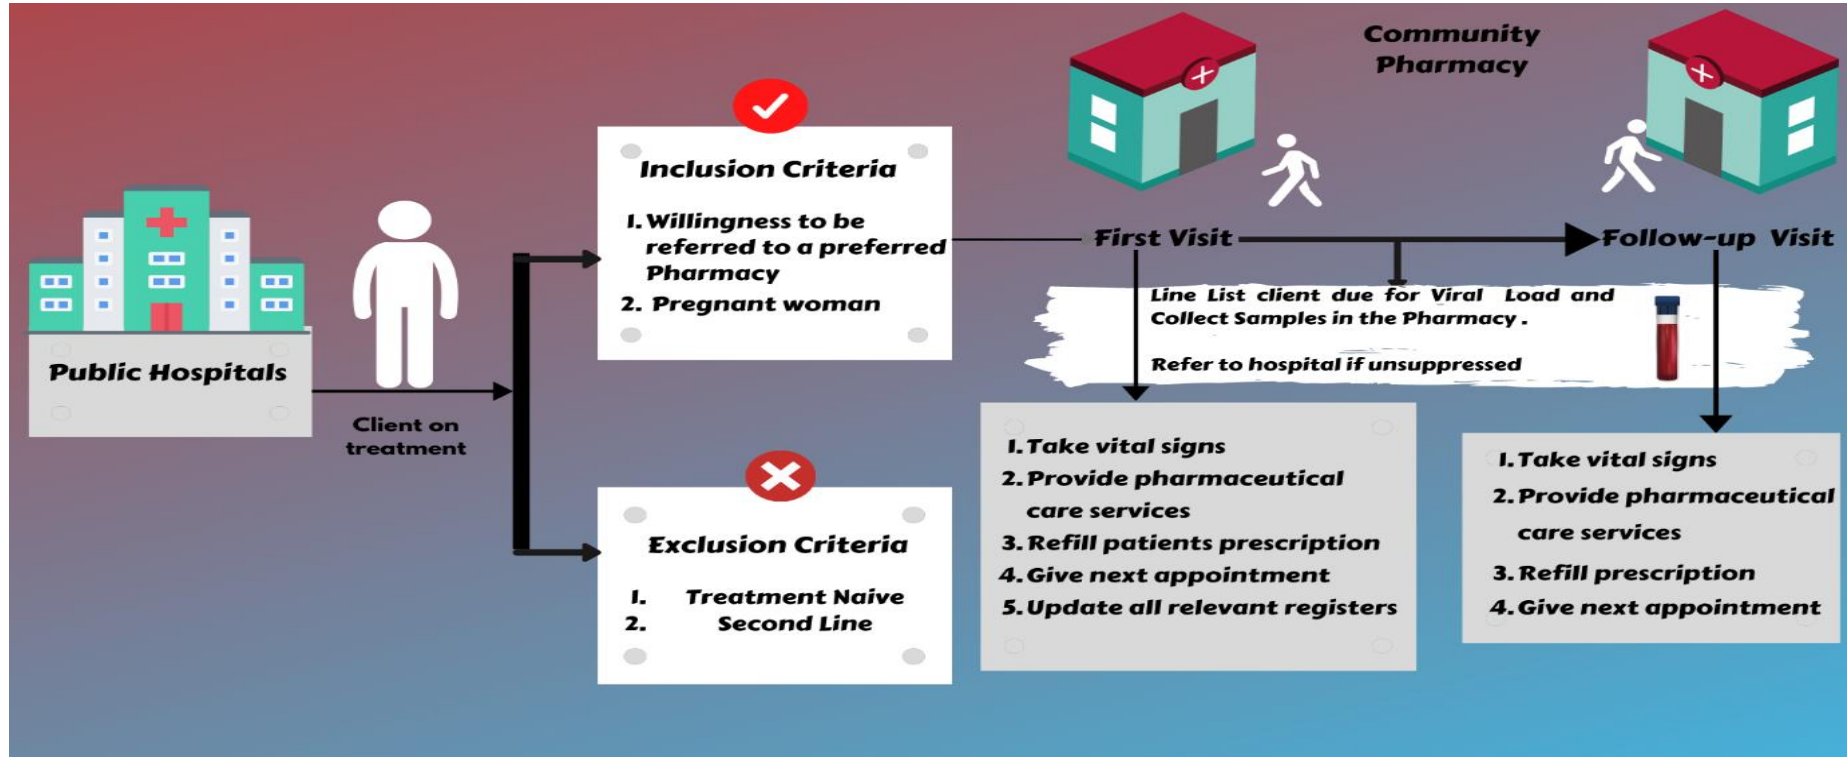 Community
Pharmacy
Inclusion Criteria
1. Willingness to be
referred to a preferred
Pharmacy
2. Pregnant woman
Public Hospitals
Client on
treatment
Exclusion Criteria
1. Treatment Naive
2. Second Line
First Visit
Follow-up Visit
Line List client due for Viral Load and
Collect Samples in the Pharmacy .
Refer to hospital if unsuppressed
1. Take vital signs
2. Provide pharmaceutical
care services
3. Refill patients prescription
4. Give next appointment
5. Update all relevant registers
1. Take vital signs
2. Provide pharmaceutical
care services
3. Refill prescription
4. Give next appointment